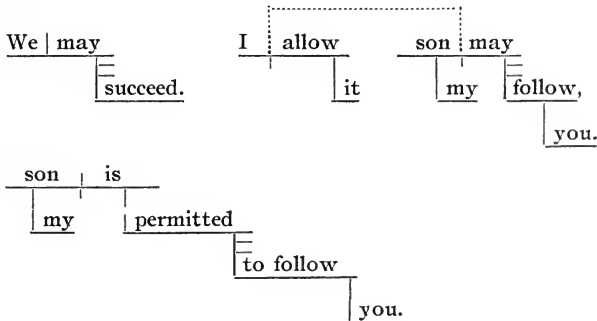 We may I allow son may
succeed. it my follow,
you.
son is
my permitted
to follow
you.